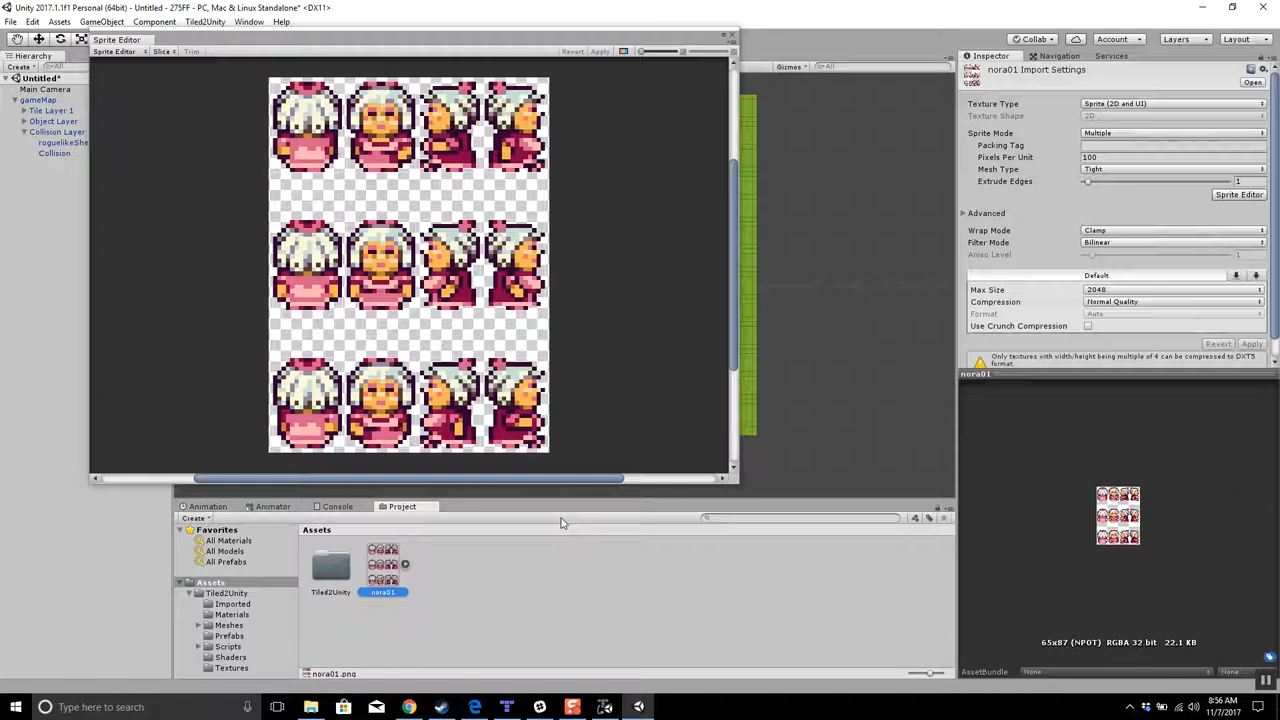 Unity 2017.1.1f1 Personal (64bit) - Untitled - 275FF - PC, Mac & Linux Standalone* <DX11>
File Edit Assets GameObject Component Tiled2Unity Window Help
Collab Account Layers Layout
Sprite Editor
Sprite Editor Slice Trim Revert Apply
Hierarchy
Create All
Untitled*
Main Camera
gameMap
Tile Layer 1
Object Layer
Collision Layer
roguelikeShe
Collision
Gizmos All
Inspector Navigation Services
nora01 Import Settings
Open
Texture Type Sprite (2D and UI)
Texture Shape 2D
Sprite Mode Multiple
Packing Tag
Pixels Per Unit 100
Mesh Type Tight
Extrude Edges 1
Sprite Editor
Advanced
Wrap Mode Clamp
Filter Mode Bilinear
Aniso Level 1
Default
Max Size 2048
Compression Normal Quality
Format Auto
Use Crunch Compression
Revert Apply
Only textures with width/height being multiple of 4 can be compressed to DXT5
format
nora01
65x87 (NPOT) RGBA 32 bit 22.1 KB
AssetBundle None None
Animation Animator Console Project
Create
Favorites
All Materials
All Models
All Prefabs
Assets
Tiled2Unity
Imported
Materials
Meshes
Prefabs
Scripts
Shaders
Textures
Assets
Tiled2Unity nora01
nora01.png
Type here to search
8:56 AM
11/7/2017